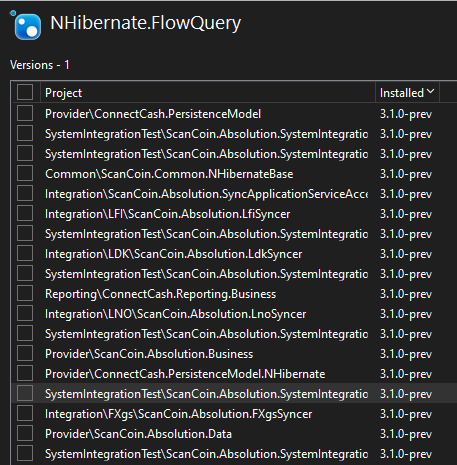 NHibernate.FlowQuery
Versions - 1
Project Installed
Provider\ConnectCash.PersistenceModel 3.1.0-prev
SystemIntegrationTest\ScanCoin.Absolution.SystemIntegratio 3.1.0-prev
SystemIntegrationTest\ScanCoin.Absolution.SystemIntegratio 3.1.0-prev
Common\ScanCoin.Common.NHibernateBase 3.1.0-prev
Integration\ScanCoin.Absolution.SyncApplicationServiceAcce 3.1.0-prev
Integration\LFI\ScanCoin.Absolution.LfiSyncer 3.1.0-prev
SystemIntegrationTest\ScanCoin.Absolution.SystemIntegratio 3.1.0-prev
Integration\LDK\ScanCoin.Absolution.LdkSyncer 3.1.0-prev
SystemIntegrationTest\ScanCoin.Absolution.SystemIntegratio 3.1.0-prev
Reporting\ConnectCash.Reporting.Business 3.1.0-prev
Integration\LNO\ScanCoin.Absolution.LnoSyncer 3.1.0-prev
SystemIntegrationTest\ScanCoin.Absolution.SystemIntegratio 3.1.0-prev
Provider\ScanCoin.Absolution.Business 3.1.0-prev
Provider\ConnectCash.PersistenceModel.NHibernate 3.1.0-prev
SystemIntegrationTest\ScanCoin.Absolution.SystemIntegratio 3.1.0-prev
Integration\FXgs\ScanCoin.Absolution.FXgsSyncer 3.1.0-prev
Provider\ScanCoin.Absolution.Data 3.1.0-prev
SystemIntegrationTest\ScanCoin.Absolution.SystemIntegratio 3.1.0-prev